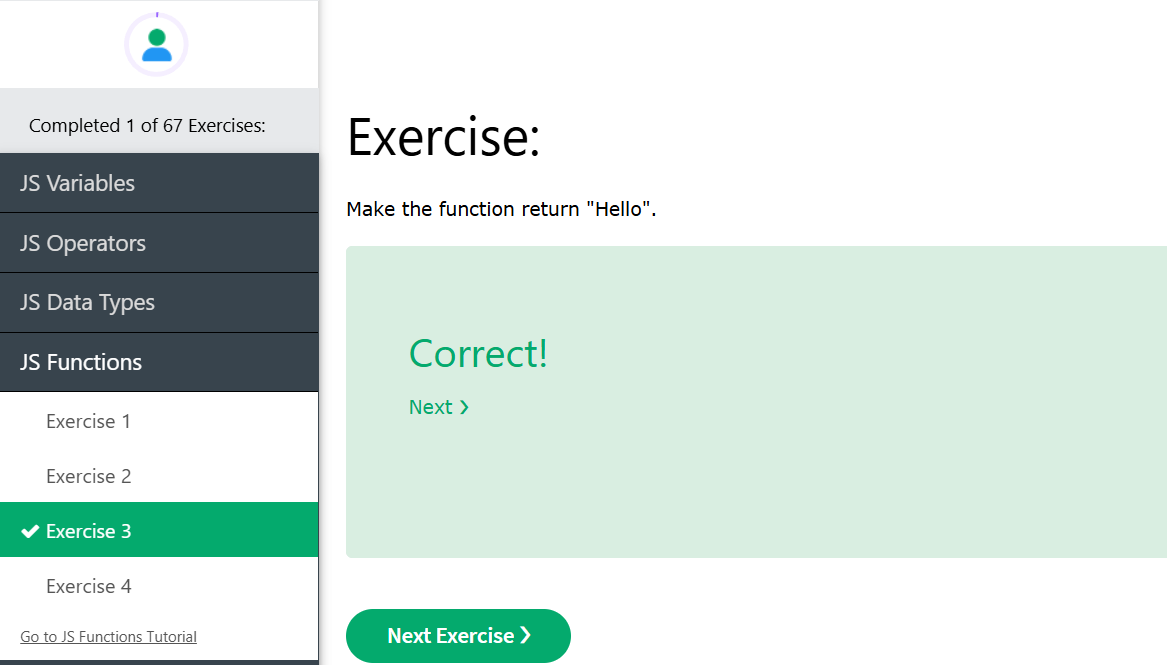 Completed 1 of 67 Exercises:
JS Variables
JS Operators
JS Data Types
JS Functions
Exercise 1
Exercise 2
Exercise 3
Exercise 4
Go to JS Functions Tutorial
Exercise:
Make the function return "Hello".
Correct!
Next ❯
Next Exercise ❯